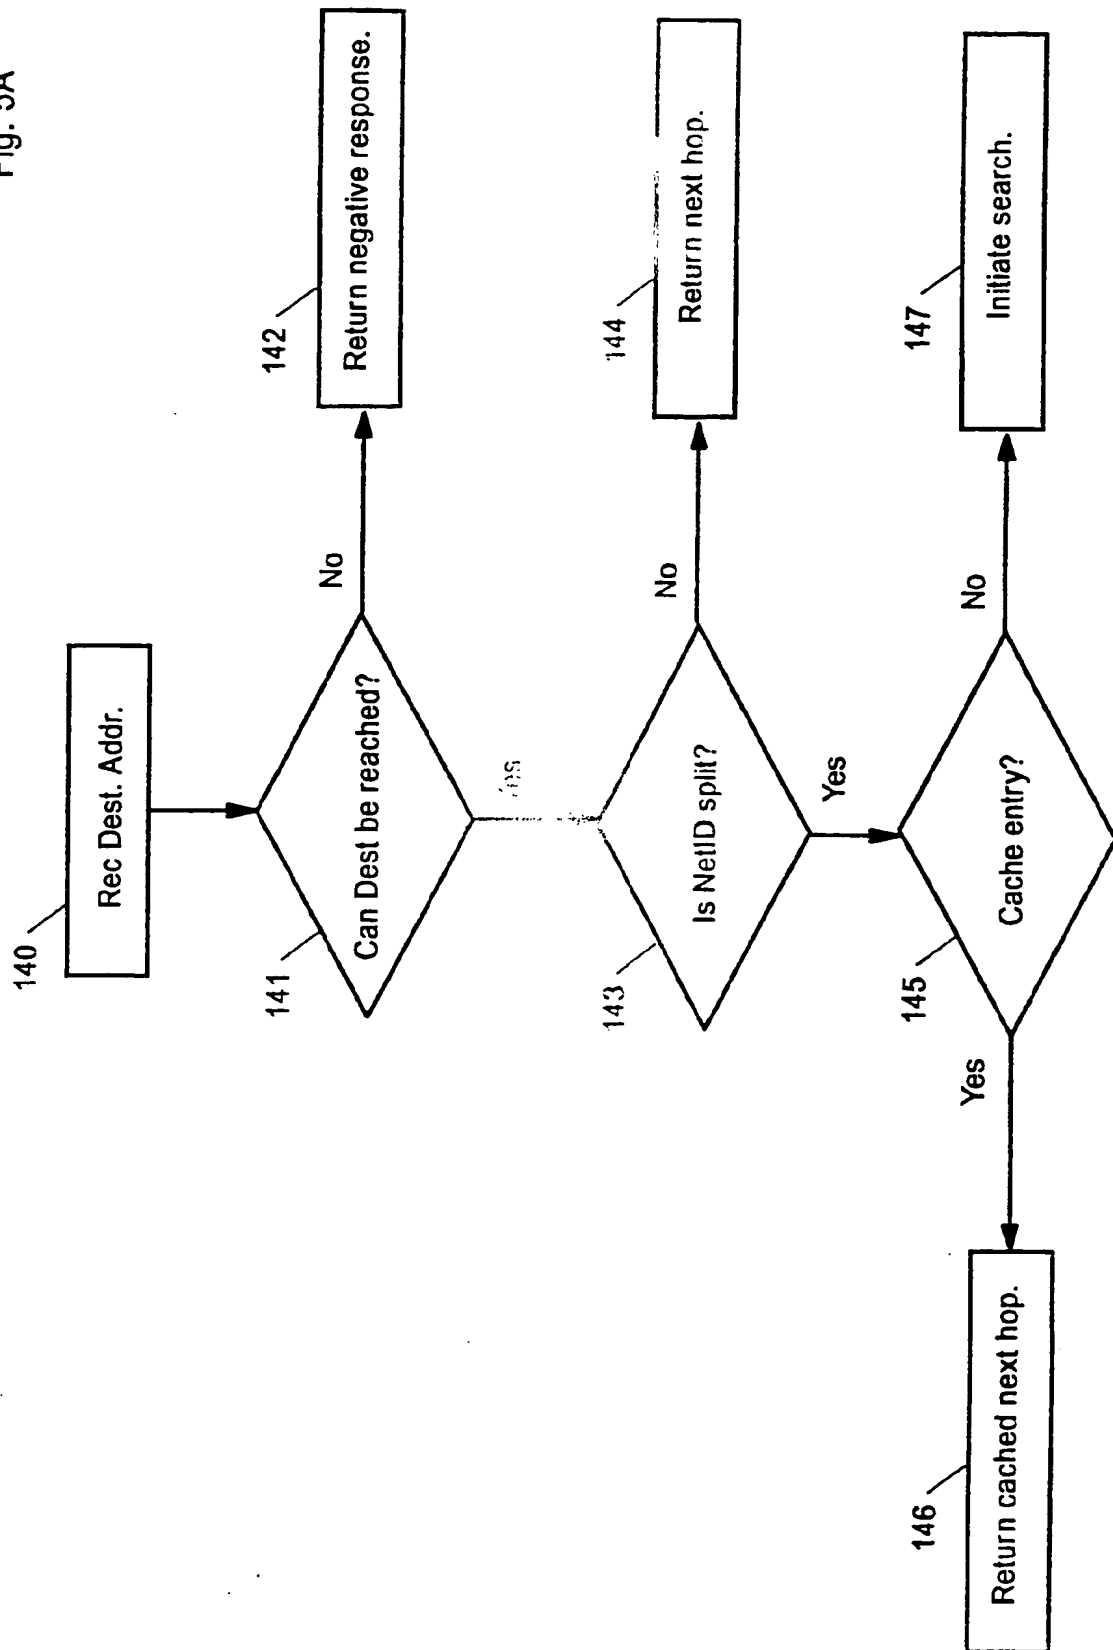 Fig. 5A
140
Rec Dest. Addr.
141
Can Dest be reached?
No
142
Return negative response.
Yes
143
Is NetID split?
No
144
Return next hop.
Yes
145
Cache entry?
No
147
Initiate search.
Yes
146
Return cached next hop.